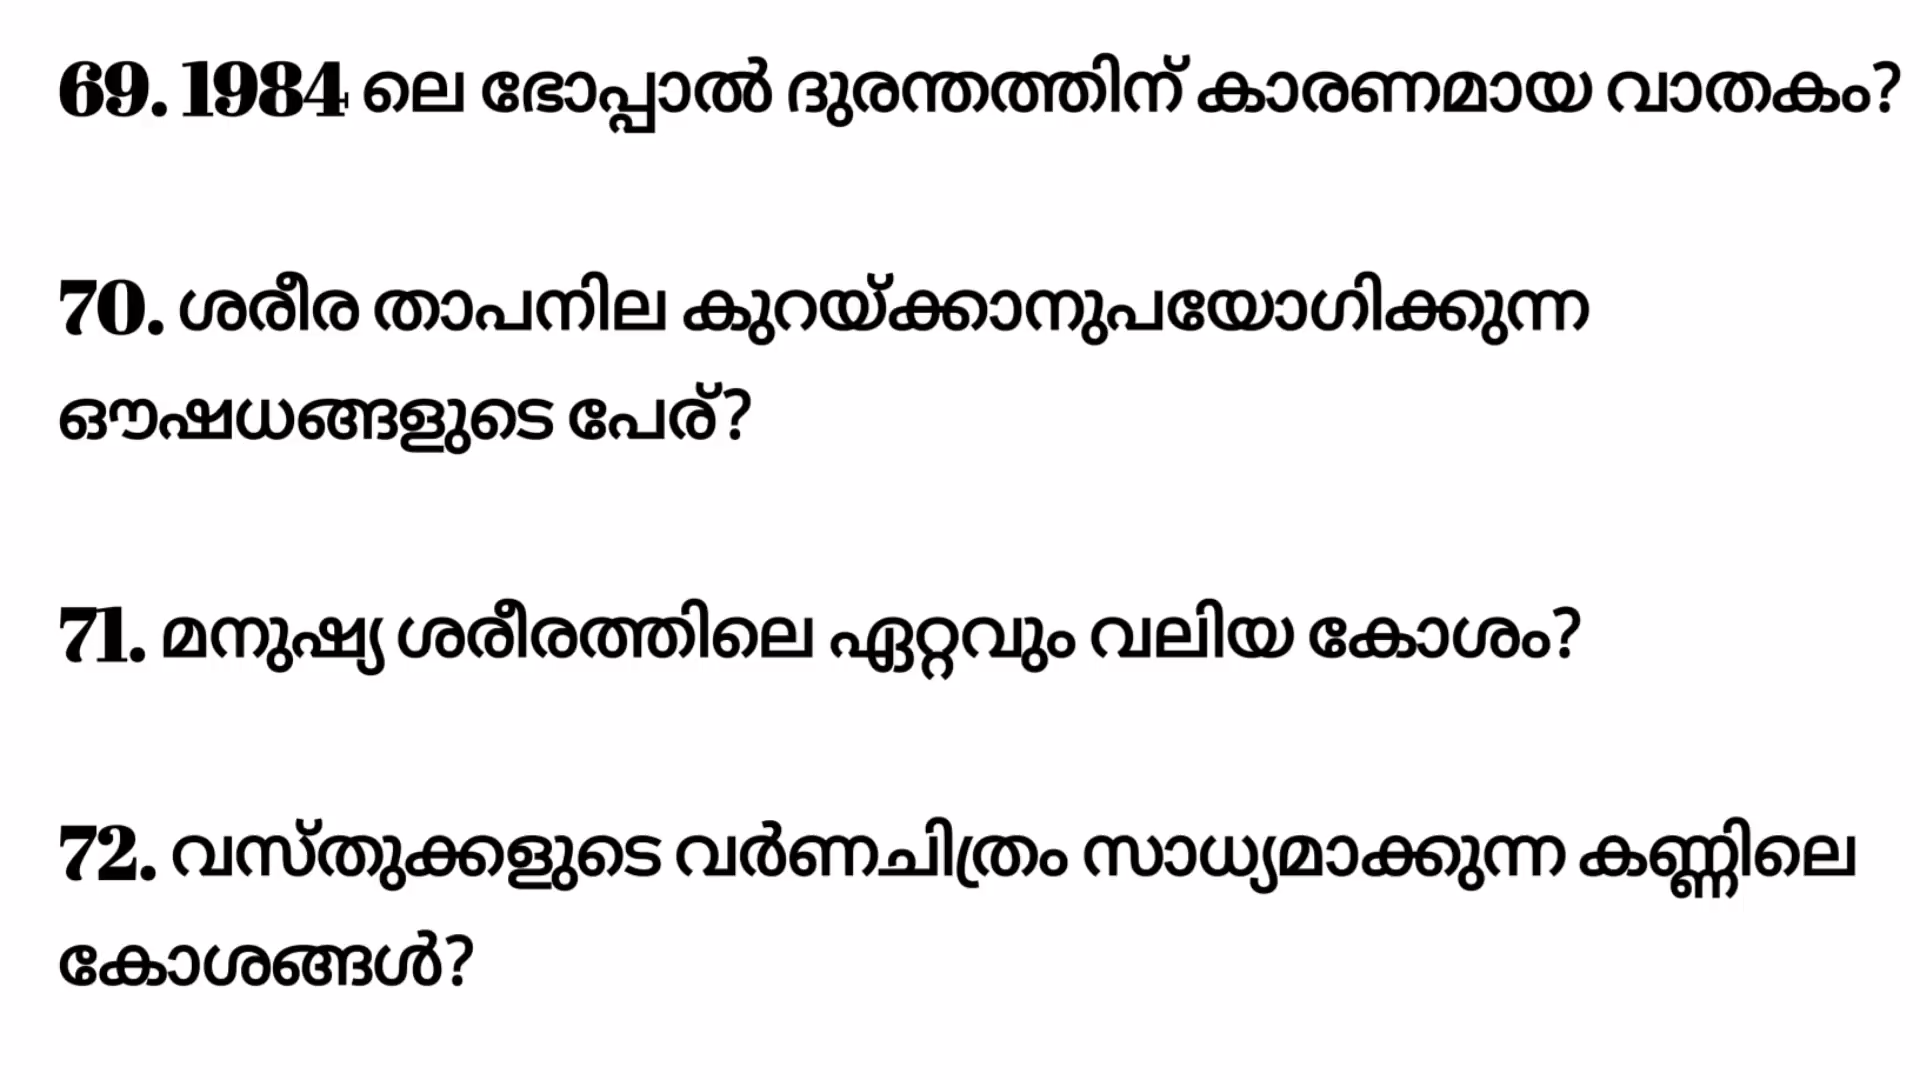 69. 1984 ലെ ഭോപ്പാൽ ദുരന്തത്തിന് കാരണമായ വാതകം?
70. ശരീര താപനില കുറയ്ക്കാനുപയോഗിക്കുന്ന
ഔഷധങ്ങളുടെ പേര്?
71. മനുഷ്യ ശരീരത്തിലെ ഏറ്റവും വലിയ കോശം?
72. വസ്തുക്കളുടെ വർണചിത്രം സാധ്യമാക്കുന്ന കണ്ണിലെ
കോശങ്ങൾ?